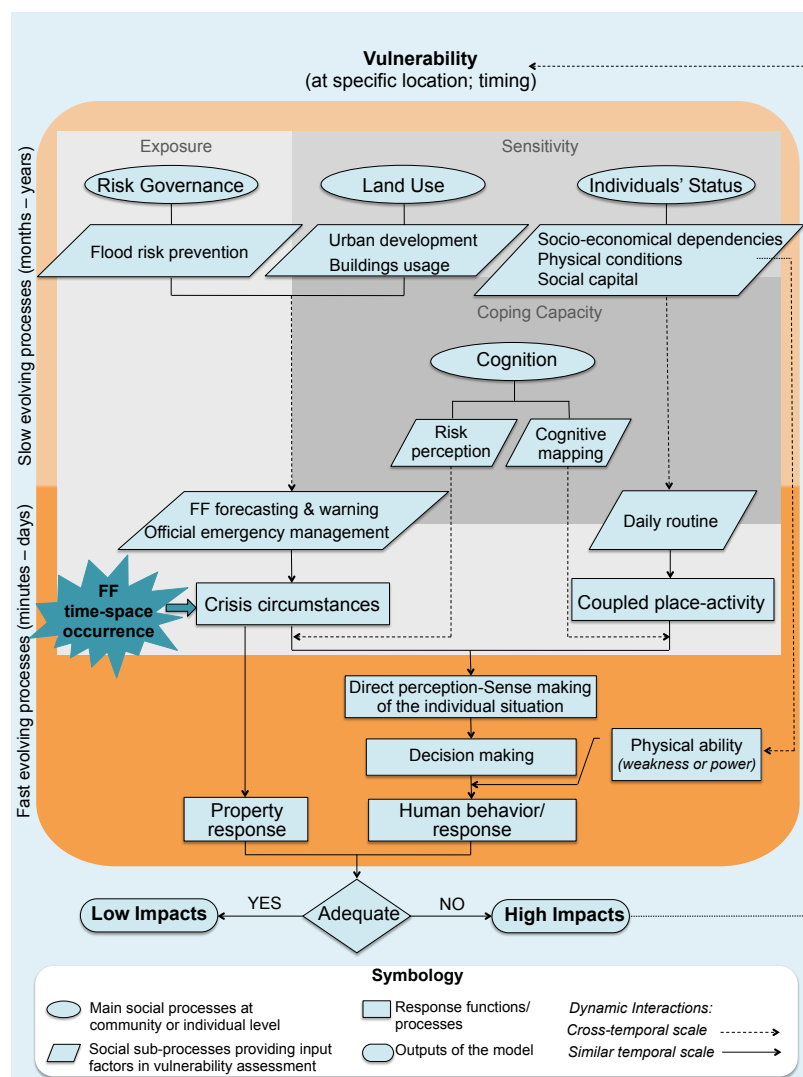 Vulnerability
(at specific location; timing)
Slow evolving processes (months – years)
Exposure
Sensitivity
Risk Governance
Land Use
Individuals' Status
Flood risk prevention
Urban development
Buildings usage
Socio-economical dependencies
Physical conditions
Social capital
Coping Capacity
Cognition
Risk
perception
Cognitive
mapping
Fast evolving processes (minutes – days)
FF forecasting & warning
Official emergency management
Daily routine
FF
time-space
occurrence
Crisis circumstances
Coupled place-activity
Direct perception-Sense making
of the individual situation
Decision making
Physical ability
(weakness or power)
Property
response
Human behavior/
response
Low Impacts
YES
Adequate
NO
High Impacts
Symbology
Main social processes at
community or individual level
Social sub-processes providing input
factors in vulnerability assessment
Response functions/
processes
Outputs of the model
Dynamic Interactions:
Cross-temporal scale
Similar temporal scale